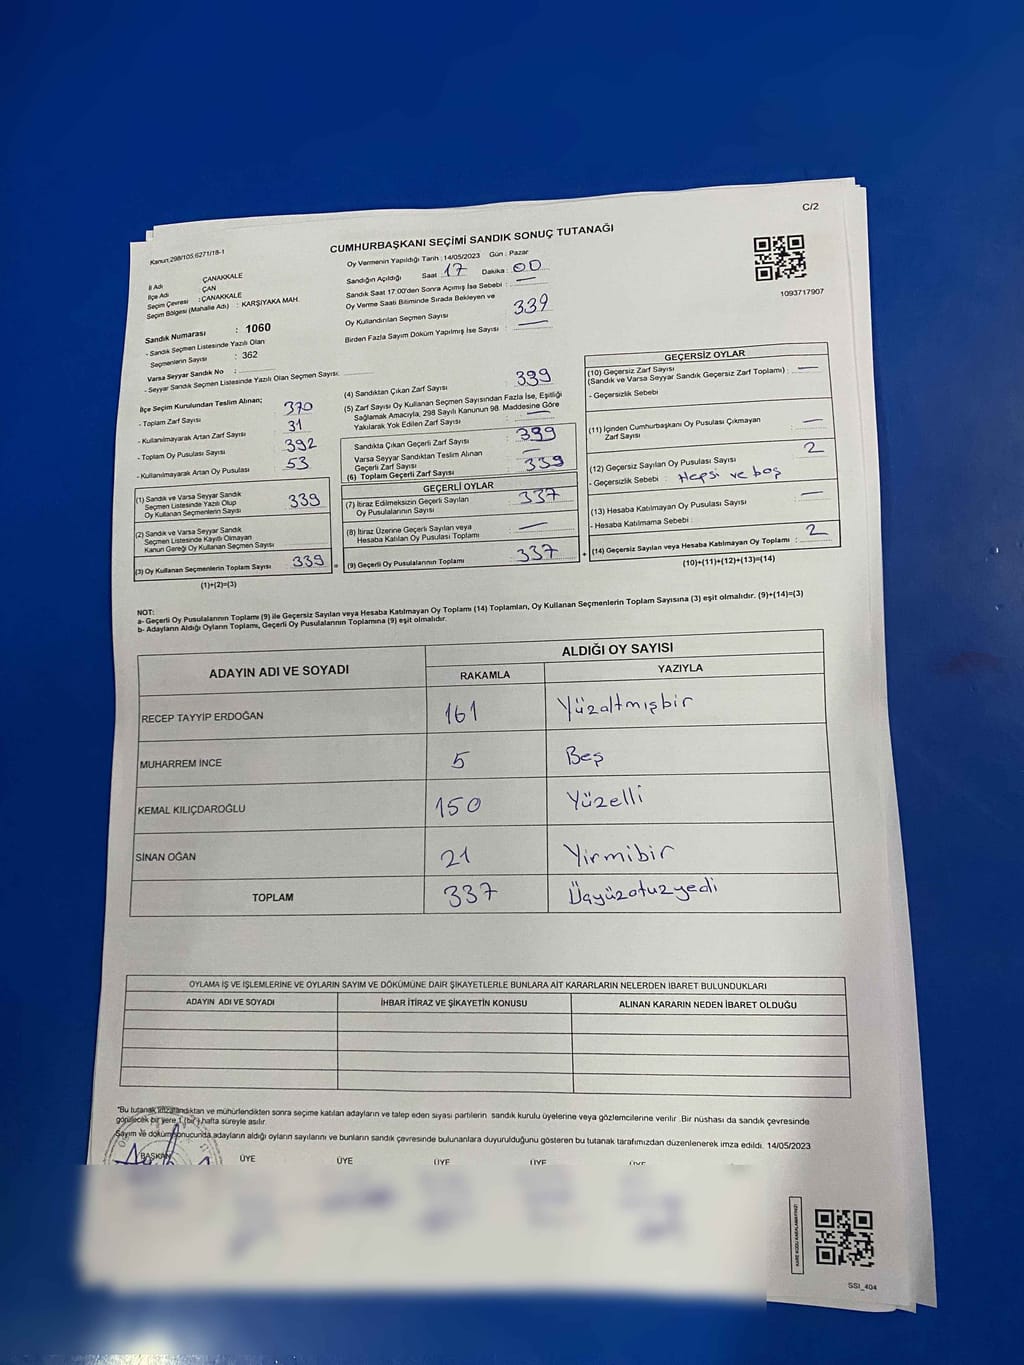 C/2
Kanun,298/105,6271/18-1
CUMHURBAŞKANI SEÇİMİ SANDIK SONUÇ TUTANAĞI
Oy Vermenin Yapıldığı Tarih : 14/05/2023 Gün : Pazar
İl Adı : ÇANAKKALE
İlçe Adı : ÇAN
Seçim Çevresi : ÇANAKKALE
Seçim Bölgesi (Mahalle Adı) : KARŞIYAKA MAH.
Sandığın Açıldığı Saat : 17 Dakika : 00
Sandık Saat 17:00'den Sonra Açımış İse Sebebi : —
Oy Verme Saati Bitiminde Sırada Bekleyen ve
Oy Kullandırılan Seçmen Sayısı : 339
Birden Fazla Sayım Döküm Yapılmış İse Sayısı : —
1093717907
Sandık Numarası : 1060
- Sandık Seçmen Listesinde Yazılı Olan
Seçmenlerin Sayısı : 362
Varsa Seyyar Sandık No :
- Seyyar Sandık Seçmen Listesinde Yazılı Olan Seçmen Sayısı:
İlçe Seçim Kurulundan Teslim Alınan;
- Toplam Zarf Sayısı 370
- Kullanılmayarak Artan Zarf Sayısı 31
- Toplam Oy Pusulası Sayısı 392
- Kullanılmayarak Artan Oy Pusulası 53
(1) Sandık ve Varsa Seyyar Sandık
Seçmen Listesinde Yazılı Olup
Oy Kullanan Seçmenlerin Sayısı 339
(2) Sandık ve Varsa Seyyar Sandık
Seçmen Listesinde Kayıtlı Olmayan
Kanun Gereği Oy Kullanan Seçmen Sayısı
(3) Oy Kullanan Seçmenlerin Toplam Sayısı 339 =
(1)+(2)=(3)
(4) Sandıktan Çıkan Zarf Sayısı : 339
(5) Zarf Sayısı Oy Kullanan Seçmen Sayısından Fazla İse, Eşitliği
Sağlamak Amacıyla, 298 Sayılı Kanunun 98. Maddesine Göre
Yakılarak Yok Edilen Zarf Sayısı : —
Sandıkta Çıkan Geçerli Zarf Sayısı : 339
Varsa Seyyar Sandıktan Teslim Alınan
Geçerli Zarf Sayısı : —
(6) Toplam Geçerli Zarf Sayısı : 339
GEÇERLİ OYLAR
(7) İtiraz Edilmeksizin Geçerli Sayılan
Oy Pusulalarının Sayısı : 337
(8) İtiraz Üzerine Geçerli Sayılan veya
Hesaba Katılan Oy Pusulası Toplamı : —
(9) Geçerli Oy Pusulalarının Toplamı : 337 +
GEÇERSİZ OYLAR
(10) Geçersiz Zarf Sayısı
(Sandık ve Varsa Seyyar Sandık Geçersiz Zarf Toplamı) : —
- Geçersizlik Sebebi :
(11) İçinden Cumhurbaşkanı Oy Pusulası Çıkmayan
Zarf Sayısı : —
(12) Geçersiz Sayılan Oy Pusulası Sayısı : 2
- Geçersizlik Sebebi : Hepsi ve boş
(13) Hesaba Katılmayan Oy Pusulası Sayısı : —
- Hesaba Katılmama Sebebi :
(14) Geçersiz Sayılan veya Hesaba Katılmayan Oy Toplamı : 2
(10)+(11)+(12)+(13)=(14)
NOT:
a- Geçerli Oy Pusulalarının Toplamı (9) ile Geçersiz Sayılan veya Hesaba Katılmayan Oy Toplamı (14) Toplamları, Oy Kullanan Seçmenlerin Toplam Sayısına (3) eşit olmalıdır. (9)+(14)=(3)
b- Adayların Aldığı Oyların Toplamı, Geçerli Oy Pusulalarının Toplamına (9) eşit olmalıdır.
ADAYIN ADI VE SOYADI ALDIĞI OY SAYISI
RAKAMLA YAZIYLA
RECEP TAYYİP ERDOĞAN 161 Yüzaltmışbir
MUHARREM İNCE 5 Beş
KEMAL KILIÇDAROĞLU 150 Yüzelli
SİNAN OĞAN 21 Yirmibir
TOPLAM 337 Üçyüzotuzyedi
OYLAMA İŞ VE İŞLEMLERİNE VE OYLARIN SAYIM VE DÖKÜMÜNE DAİR ŞİKAYETLERLE BUNLARA AİT KARARLARIN NELERDEN İBARET BULUNDUKLARI
ADAYIN ADI VE SOYADI İHBAR İTİRAZ VE ŞİKAYETİN KONUSU ALINAN KARARIN NEDEN İBARET OLDUĞU
*Bu tutanak imzalandıktan ve mühürlendikten sonra seçime katılan adayların ve talep eden siyasi partilerin sandık kurulu üyelerine veya gözlemcilerine verilir. Bir nüshası da sandık çevresinde
görülecek bir yere 1 (bir) hafta süreyle asılır.
Sayım ve döküm sonucunda adayların aldığı oyların sayılarını ve bunların sandık çevresinde bulunanlara duyurulduğunu gösteren bu tutanak tarafımızdan düzenlenerek imza edildi. 14/05/2023
BAŞKAN ÜYE ÜYE ÜYE ÜYE ÜYE
KARE KODU KARALAMAYINIZ!
SSI_404